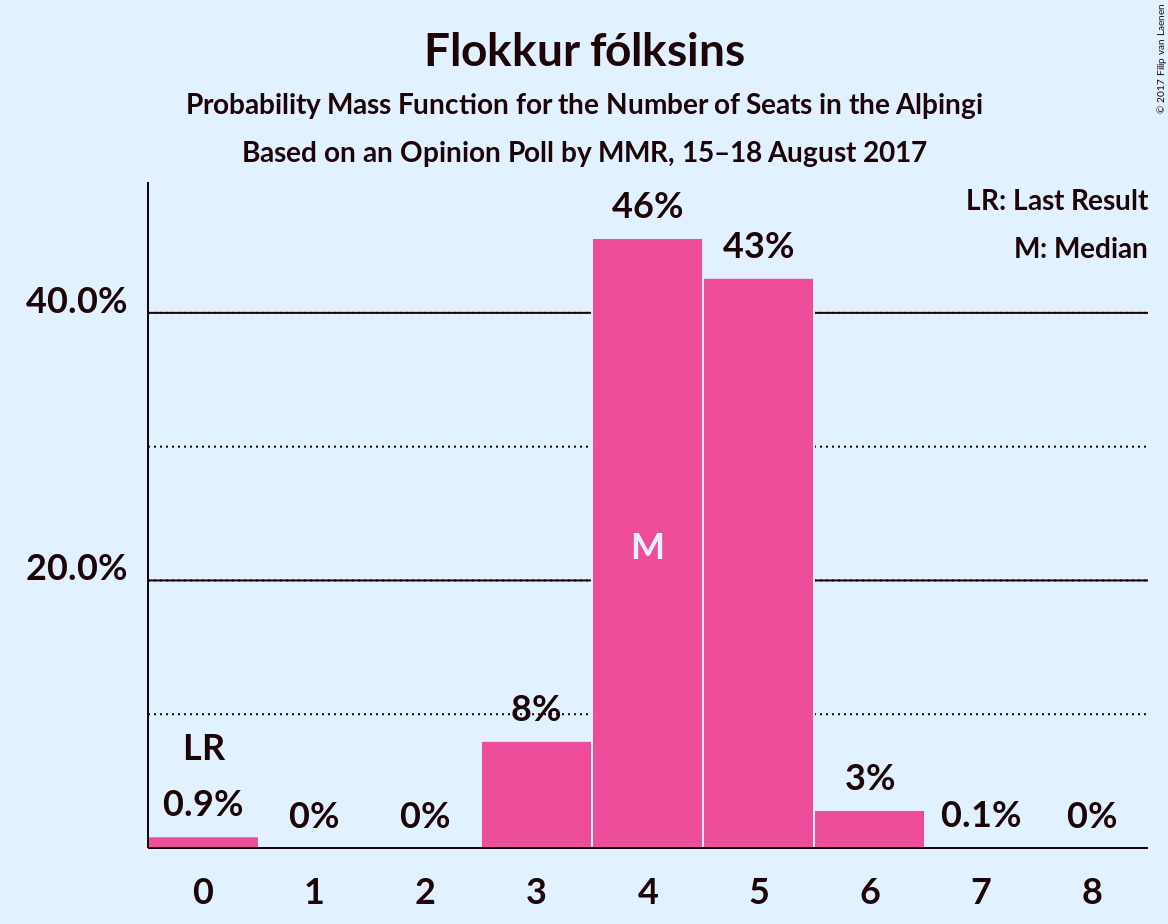 Flokkur fólksins
Probability Mass Function for the Number of Seats in the Alþingi
Based on an Opinion Poll by MMR, 15–18 August 2017
© 2017 Filip van Laenen
LR: Last Result
M: Median
46%
43%
40.0%
M
20.0%
8%
LR
3%
0.9%
0%
0%
0.1%
0%
0 1 2 3 4 5 6 7 8